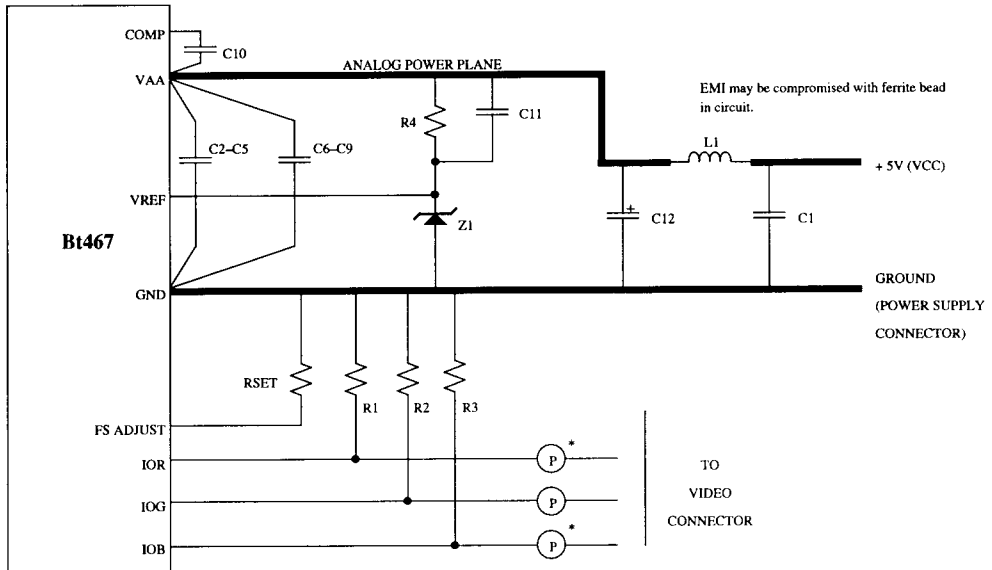 COMP
C10
VAA
ANALOG POWER PLANE
EMI may be compromised with ferrite bead
in circuit.
R4
C11
L1
C2–C5
C6–C9
+ 5V (VCC)
VREF
Z1
+
C12
C1
Bt467
GND
GROUND
(POWER SUPPLY
CONNECTOR)
RSET
R1
R2
R3
FS ADJUST
IOR
P
*
TO
IOG
P
VIDEO
CONNECTOR
IOB
P
*